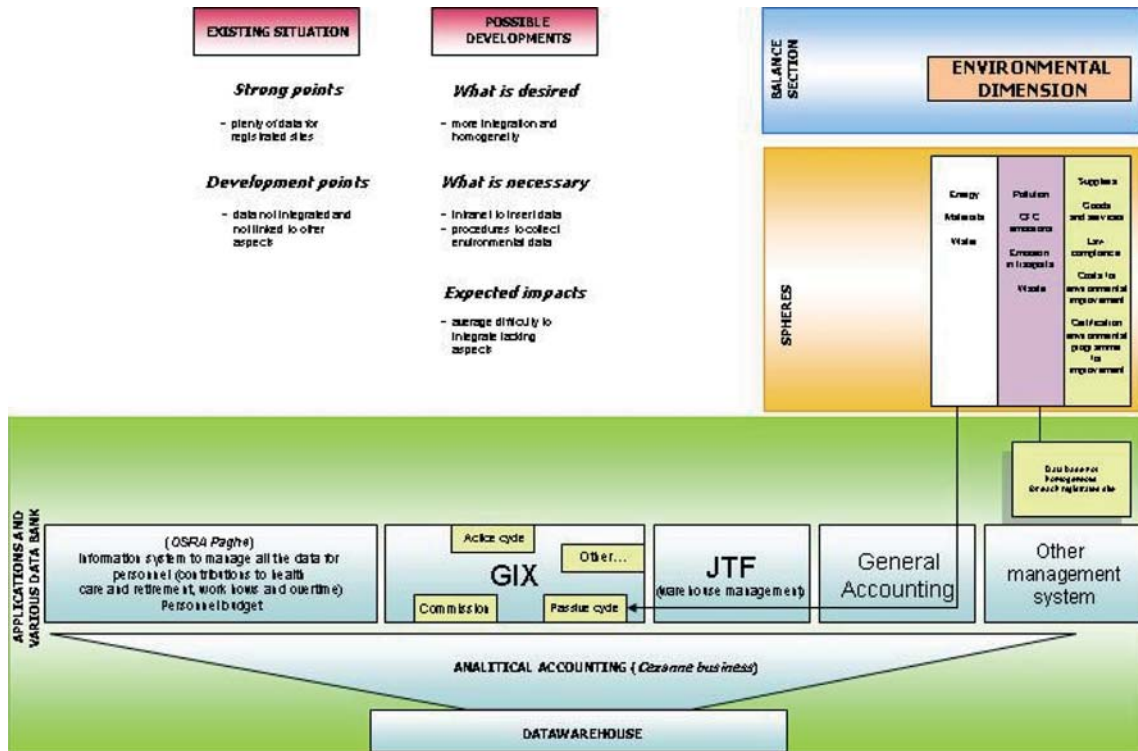 EXISTING SITUATION
Strong points
– plenty of data for
registrated sites
Development points
– data not integrated and
not linked to other
aspects
POSSIBLE
DEVELOPMENTS
What is desired
– more integration and
homogeneity
What is necessary
– intranet to insert data
– procedures to collect
environmental data
Expected impacts
– average difficulty to
integrate lacking
aspects
BALANCE
SECTION
ENVIRONMENTAL
DIMENSION
SPHERES
Energy
Materials
Water
Pollution
CFC
emissions
Emission
in transports
Waste
Suppliers
Goods
and services
Law
compliance
Costs for
environmental
improvement
Certification
environmental
programme
for
improvement
Data base not
homogenous
for each registrated site
APPLICATIONS AND
VARIOUS DATA BANK
(OSRA Paghe)
Information system to manage all the data for
personnel (contributions to health
care and retirement, work hours and overtime)
Personnel budget
Active cycle
Other...
GIX
Commission
Passive cycle
JTF
(warehouse management)
General
Accounting
Other
management
system
ANALITICAL ACCOUNTING (Cezanne business)
DATAWAREHOUSE